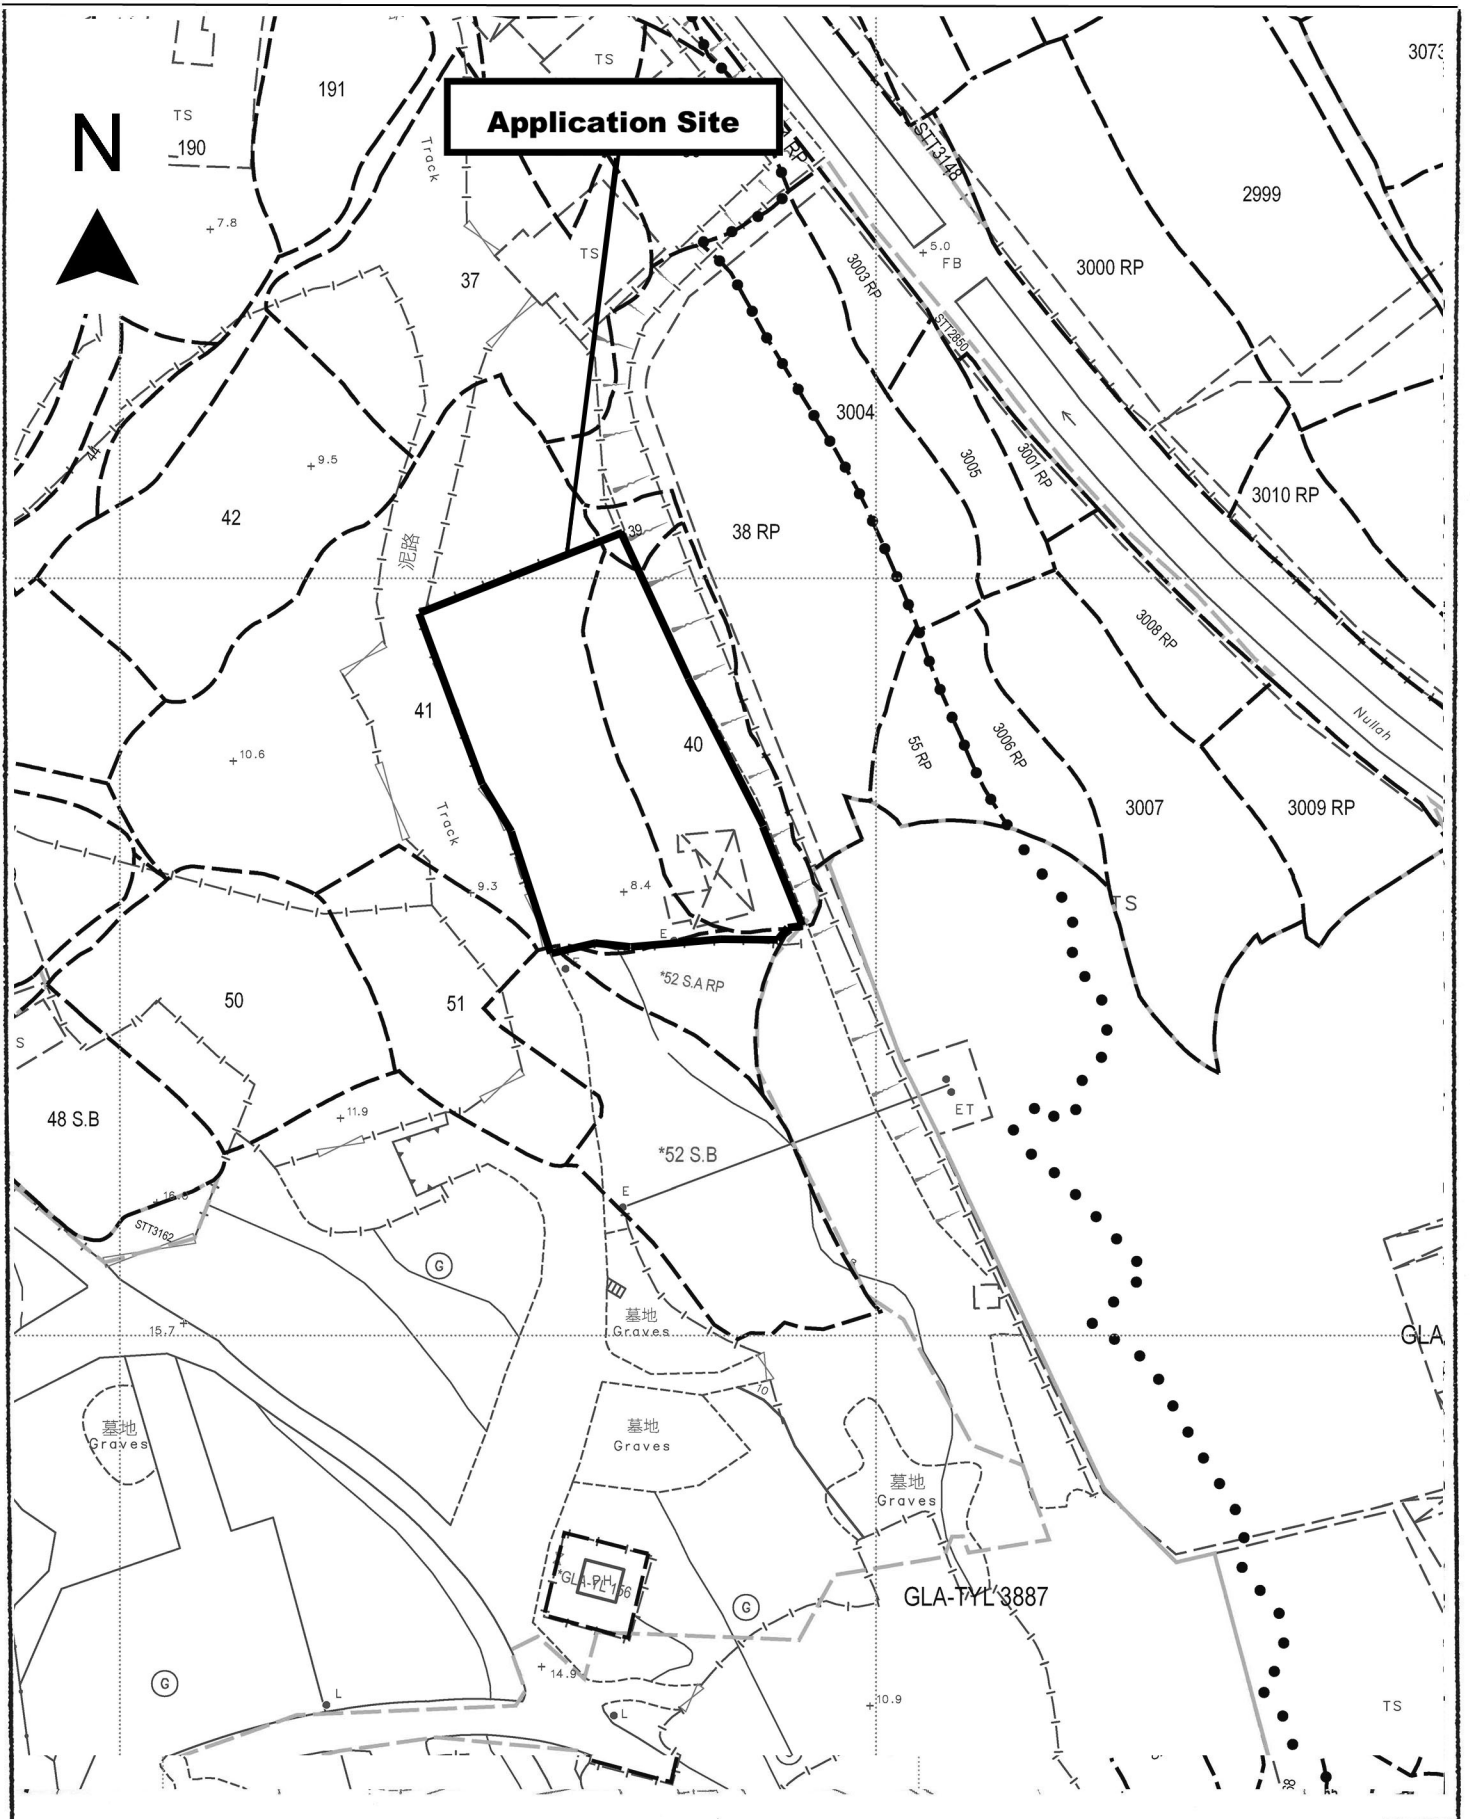 TS
3073
191
TS
190
N
Application Site
RP
STT3148
Track
7.8
2999
TS
37
5.0
FB
3000 RP
3003 RP
STT2850
3004
44
9.5
3005
3001 RP
3010 RP
42
泥路
39
38 RP
3008 RP
41
40
55 RP
3006 RP
Nullah
10.6
Track
3007
3009 RP
9.3
8.4
TS
E
*52 S.A RP
50
51
S
48 S.B
11.9
ET
*52 S.B
E
STT3162
G
15.7
墓地
Graves
GLA
10
墓地
Graves
墓地
Graves
墓地
Graves
*GLA-YL 156
G
GLA-TYL 3887
G
14.9
L
L
10.9
TS